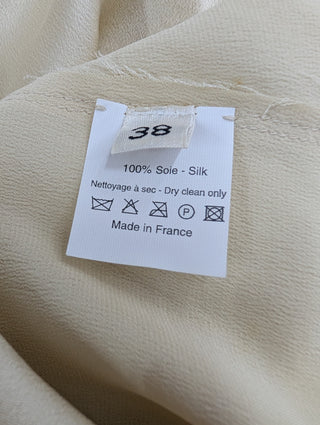 38
100% Soie - Silk
Nettoyage à sec - Dry clean only
P
Made in France